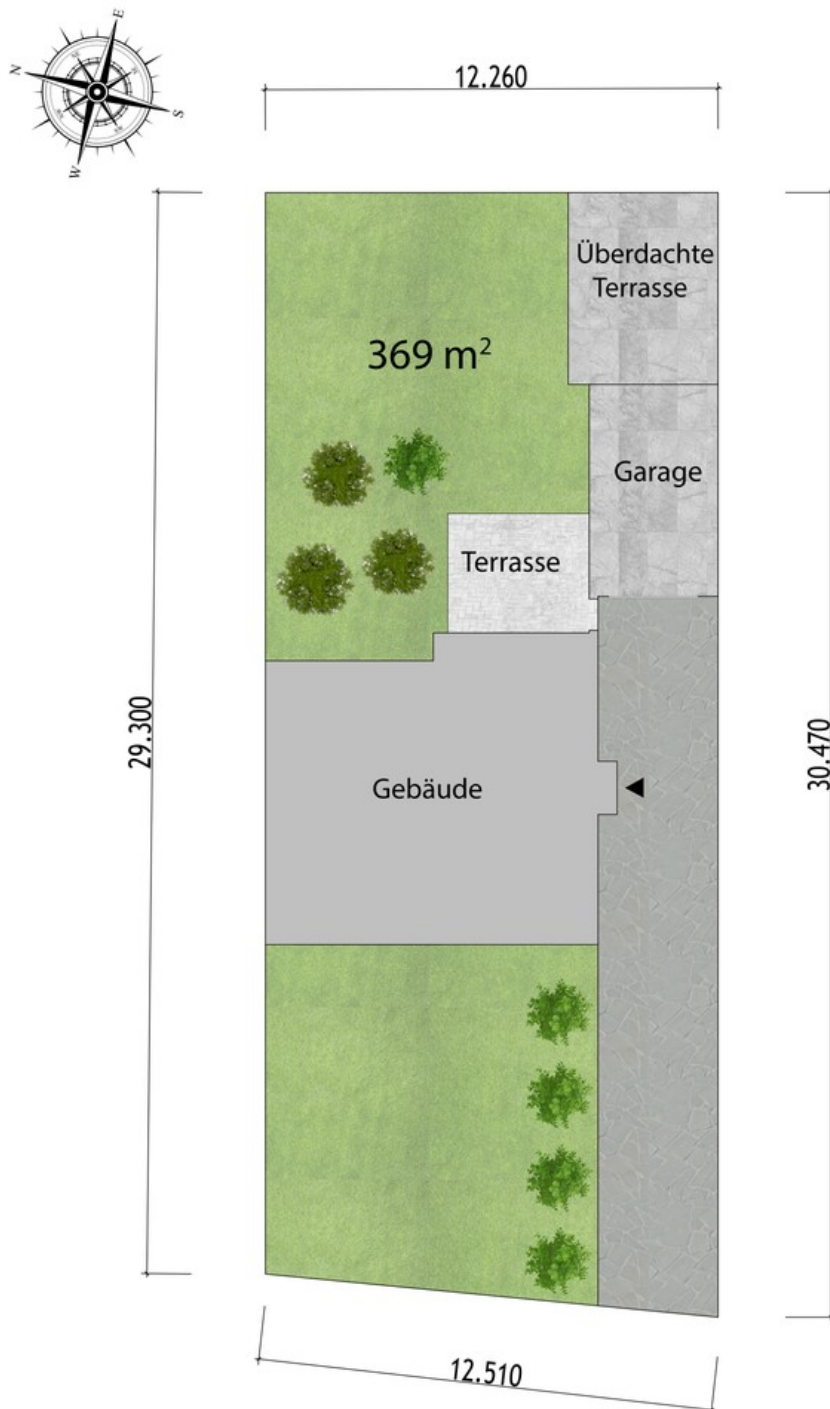 E
N
S
W
12.260
Überdachte
Terrasse
369 m²
Garage
Terrasse
29.300
30.470
Gebäude
12.510